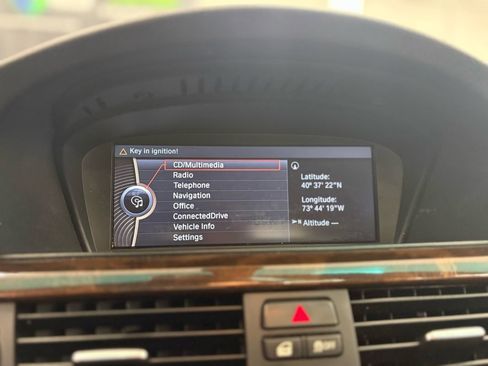 Key in ignition!
CD/Multimedia
Radio
Telephone
Navigation
Office
ConnectedDrive
Vehicle Info
Settings
Latitude:
40° 37' 22"N
Longitude:
73° 44' 19"W
N
Altitude ---
OFF